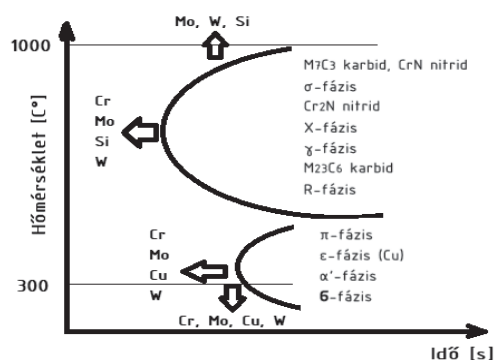 Mo, W, Si
1000
M7C3 karbid, CrN nitrid
σ-fázis
Cr2N nitrid
X-fázis
ɣ-fázis
M23C6 karbid
R-fázis
Cr
Mo
Si
W
Hőmérséklet [C°]
Cr
Mo
Cu
W
π-fázis
ε-fázis (Cu)
α'-fázis
б-fázis
300
Cr, Mo, Cu, W
Idő [s]